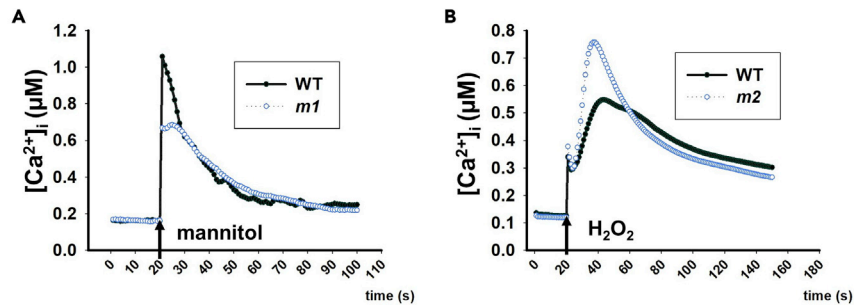 A
[Ca²⁺]ᵢ (μM)
1.2
1.0
0.8
0.6
0.4
0.2
0.0
WT
m1
mannitol
0 10 20 30 40 50 60 70 80 90 100 110
time (s)
B
[Ca²⁺]ᵢ (μM)
0.8
0.7
0.6
0.5
0.4
0.3
0.2
0.1
0.0
WT
m2
H₂O₂
0 20 40 60 80 100 120 140 160 180
time (s)